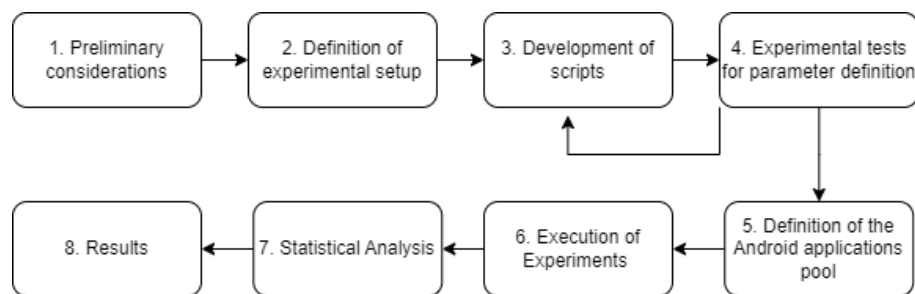 1. Preliminary
considerations
2. Definition of
experimental setup
3. Development of
scripts
4. Experimental tests
for parameter definition
5. Definition of the
Android applications
pool
6. Execution of
Experiments
7. Statistical Analysis
8. Results